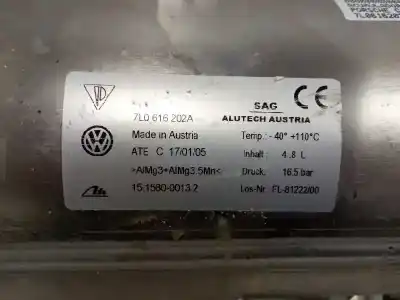 7L0 616 202A
SAG
CE
ALUTECH AUSTRIA
Made in Austria
Temp.: -40° +110°C
ATE C 17/01/05
Inhalt: 4.8 L
>AlMg3+AlMg3.5Mn<
Druck: 16.5 bar
15.1580-0013.2
Los-Nr. FL-81222/00